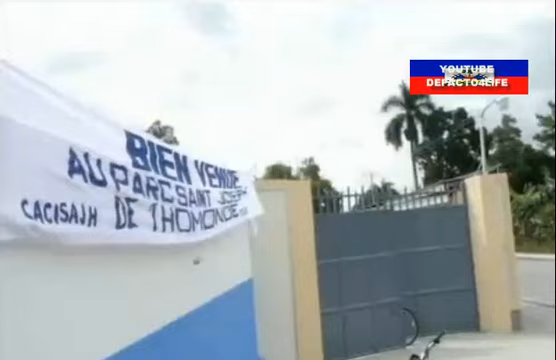 YOUTUBE
DEFACTO4LIFE
BIEN VENUE
AU PARC SAINT JOSEPH
CACISAJH DE THOMONDE